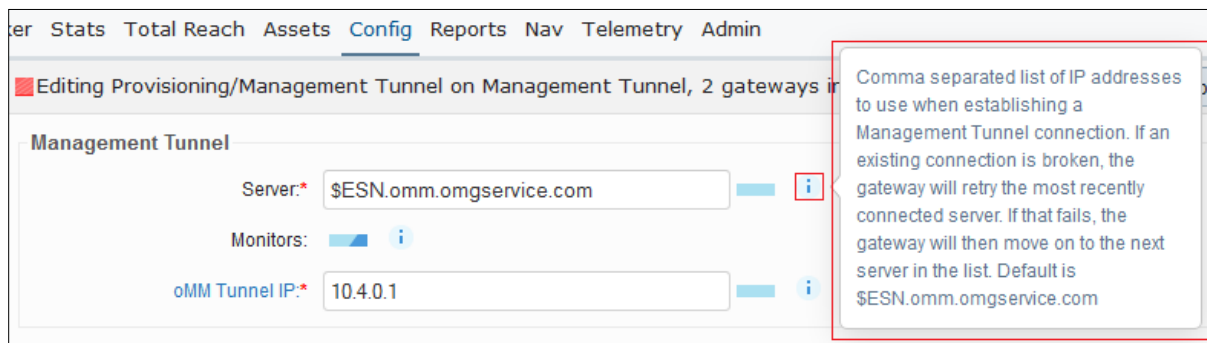 Stats Total Reach Assets Config Reports Nav Telemetry Admin
Editing Provisioning/Management Tunnel on Management Tunnel, 2 gateways
Management Tunnel
Server:* $ESN.omm.omgservice.com i
Monitors: i
oMM Tunnel IP:* 10.4.0.1 i
Comma separated list of IP addresses
to use when establishing a
Management Tunnel connection. If an
existing connection is broken, the
gateway will retry the most recently
connected server. If that fails, the
gateway will then move on to the next
server in the list. Default is
$ESN.omm.omgservice.com